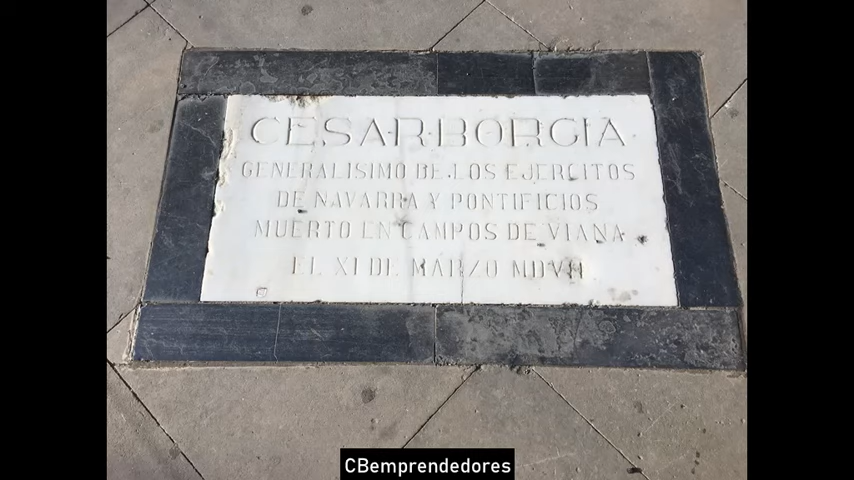 CESAR·BORGIA
GENERALISIMO DE LOS EJERCITOS
DE NAVARRA Y PONTIFICIOS
MUERTO EN CAMPOS DE VIANA
EL XI DE MARZO MDVII
CBemprendedores